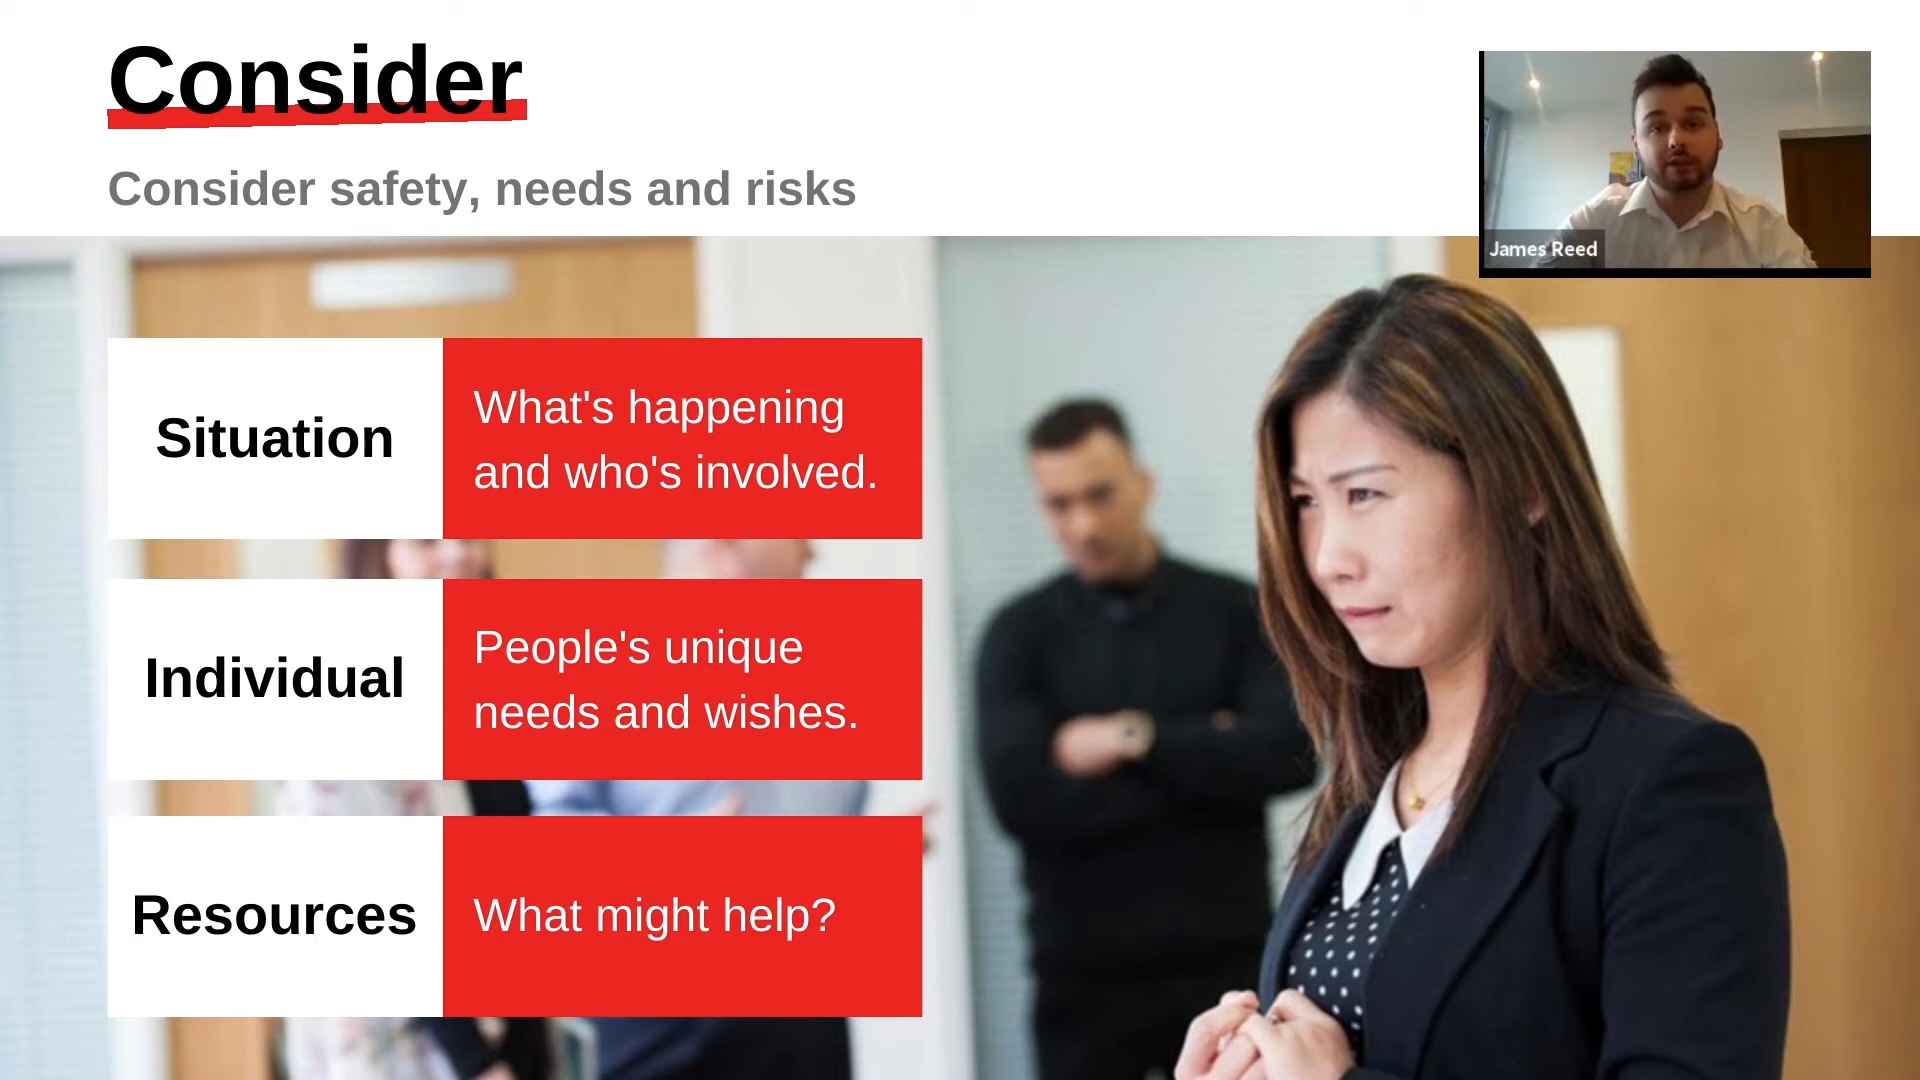 Consider
Consider safety, needs and risks
James Reed
Situation
What's happening
and who's involved.
Individual
People's unique
needs and wishes.
Resources
What might help?